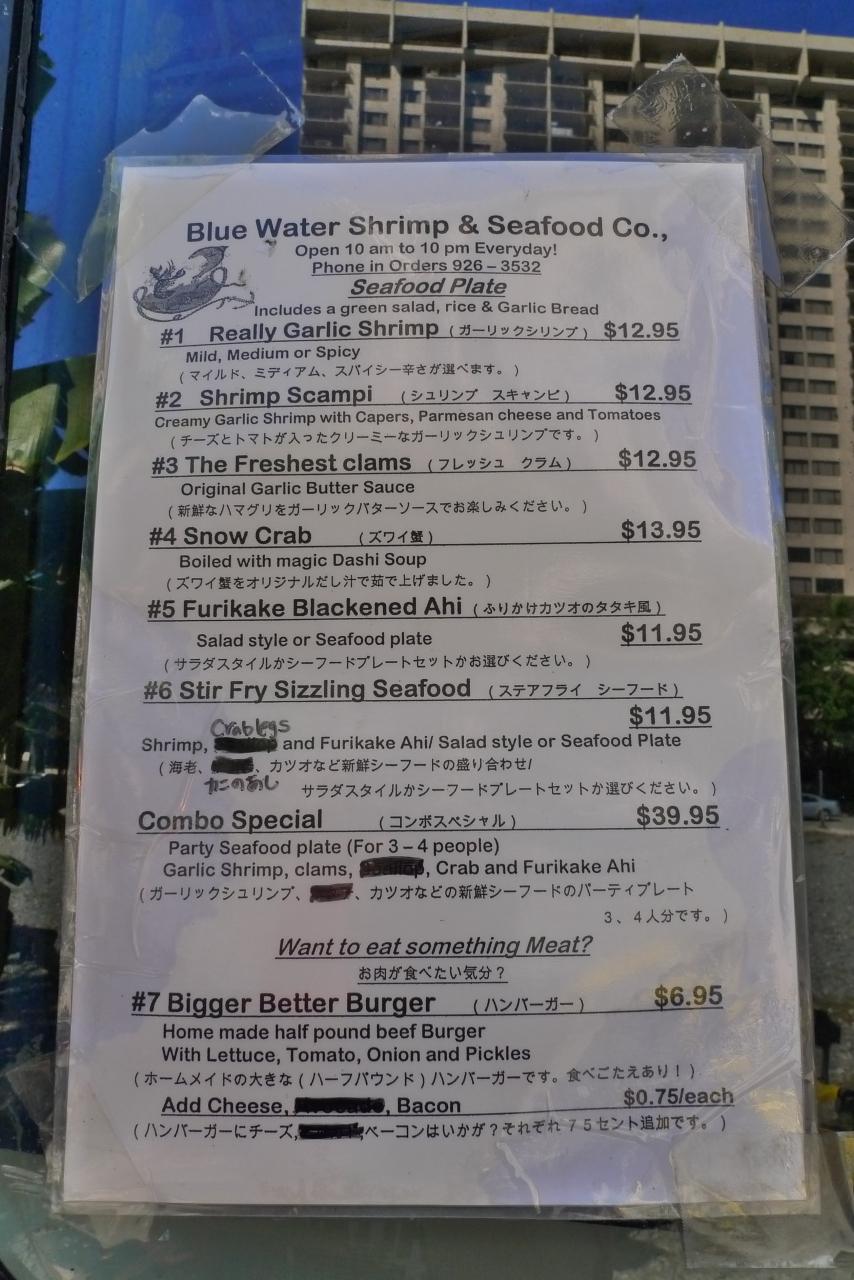 Blue Water Shrimp & Seafood Co.,
Open 10 am to 10 pm Everyday!
Phone in Orders 926 – 3532
Seafood Plate
Includes a green salad, rice & Garlic Bread
#1 Really Garlic Shrimp (ガーリックシリンプ) $12.95
Mild, Medium or Spicy
(マイルド、ミディアム、スパイシー辛さが選べます。)
#2 Shrimp Scampi (シュリンプ スキャンピ) $12.95
Creamy Garlic Shrimp with Capers, Parmesan cheese and Tomatoes
(チーズとトマトが入ったクリーミーなガーリックシュリンプです。)
#3 The Freshest clams (フレッシュ クラム) $12.95
Original Garlic Butter Sauce
(新鮮なハマグリをガーリックバターソースでお楽しみください。)
#4 Snow Crab (ズワイ蟹) $13.95
Boiled with magic Dashi Soup
(ズワイ蟹をオリジナルだし汁で茹で上げました。)
#5 Furikake Blackened Ahi (ふりかけカツオのタタキ風)
$11.95
Salad style or Seafood plate
(サラダスタイルかシーフードプレートセットかお選びください。)
#6 Stir Fry Sizzling Seafood (ステアフライ シーフード)
$11.95
Crab legs
Shrimp, and Furikake Ahi/ Salad style or Seafood Plate
(海老、 、カツオなど新鮮シーフードの盛り合わせ/
カニのあし
サラダスタイルかシーフードプレートセットか選びください。)
Combo Special (コンボスペシャル) $39.95
Party Seafood plate (For 3 – 4 people)
Garlic Shrimp, clams, , Crab and Furikake Ahi
(ガーリックシュリンプ、 、カツオなどの新鮮シーフードのパーティプレート
3、4人分です。)
Want to eat something Meat?
お肉が食べたい気分?
#7 Bigger Better Burger (ハンバーガー) $6.95
Home made half pound beef Burger
With Lettuce, Tomato, Onion and Pickles
(ホームメイドの大きな(ハーフパウンド)ハンバーガーです。食べごたえあり!)
Add Cheese, , Bacon $0.75/each
(ハンバーガーにチーズ, ベーコンはいかが?それぞれ75セント追加です。)